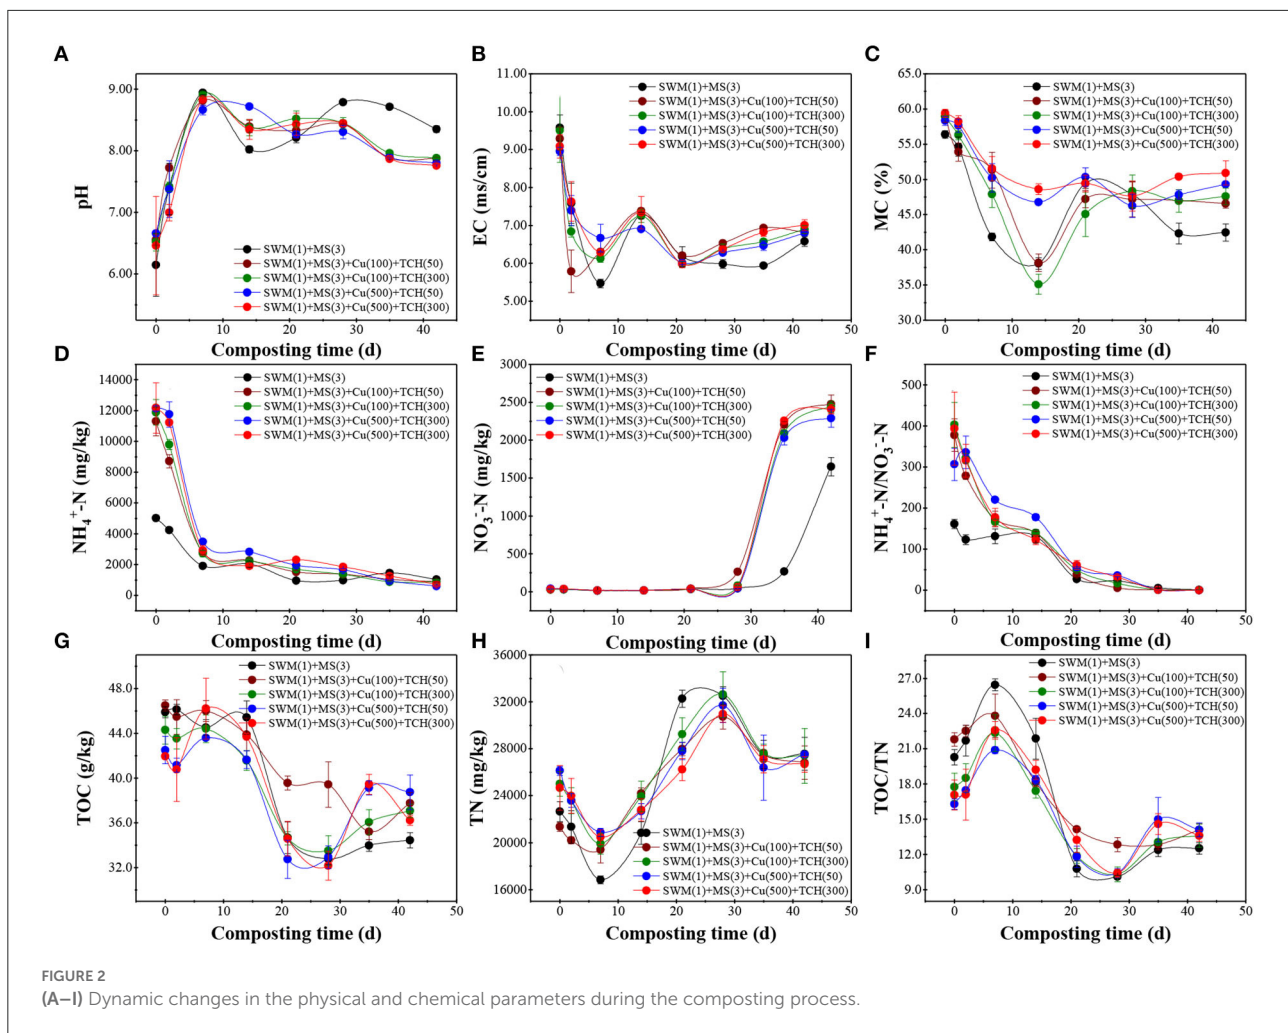 A
pH
9.00
8.00
7.00
6.00
SWM(1)+MS(3)
SWM(1)+MS(3)+Cu(100)+TCH(50)
SWM(1)+MS(3)+Cu(100)+TCH(300)
SWM(1)+MS(3)+Cu(500)+TCH(50)
SWM(1)+MS(3)+Cu(500)+TCH(300)
0 10 20 30 40
Composting time (d)
B
EC (ms/cm)
11.00
10.00
9.00
8.00
7.00
6.00
5.00
SWM(1)+MS(3)
SWM(1)+MS(3)+Cu(100)+TCH(50)
SWM(1)+MS(3)+Cu(100)+TCH(300)
SWM(1)+MS(3)+Cu(500)+TCH(50)
SWM(1)+MS(3)+Cu(500)+TCH(300)
0 10 20 30 40 50
Composting time (d)
C
MC (%)
65.0
60.0
55.0
50.0
45.0
40.0
35.0
30.0
SWM(1)+MS(3)
SWM(1)+MS(3)+Cu(100)+TCH(50)
SWM(1)+MS(3)+Cu(100)+TCH(300)
SWM(1)+MS(3)+Cu(500)+TCH(50)
SWM(1)+MS(3)+Cu(500)+TCH(300)
0 10 20 30 40
Composting time (d)
D
NH4+-N (mg/kg)
14000
12000
10000
8000
6000
4000
2000
0
SWM(1)+MS(3)
SWM(1)+MS(3)+Cu(100)+TCH(50)
SWM(1)+MS(3)+Cu(100)+TCH(300)
SWM(1)+MS(3)+Cu(500)+TCH(50)
SWM(1)+MS(3)+Cu(500)+TCH(300)
0 10 20 30 40
Composting time (d)
E
NO3--N (mg/kg)
3000
2500
2000
1500
1000
500
0
SWM(1)+MS(3)
SWM(1)+MS(3)+Cu(100)+TCH(50)
SWM(1)+MS(3)+Cu(100)+TCH(300)
SWM(1)+MS(3)+Cu(500)+TCH(50)
SWM(1)+MS(3)+Cu(500)+TCH(300)
0 10 20 30 40
Composting time (d)
F
NH4+-N/NO3--N
500
400
300
200
100
0
SWM(1)+MS(3)
SWM(1)+MS(3)+Cu(100)+TCH(50)
SWM(1)+MS(3)+Cu(100)+TCH(300)
SWM(1)+MS(3)+Cu(500)+TCH(50)
SWM(1)+MS(3)+Cu(500)+TCH(300)
0 10 20 30 40 50
Composting time (d)
G
TOC (g/kg)
48.0
44.0
40.0
36.0
32.0
SWM(1)+MS(3)
SWM(1)+MS(3)+Cu(100)+TCH(50)
SWM(1)+MS(3)+Cu(100)+TCH(300)
SWM(1)+MS(3)+Cu(500)+TCH(50)
SWM(1)+MS(3)+Cu(500)+TCH(300)
0 10 20 30 40 50
Composting time (d)
H
TN (mg/kg)
36000
32000
28000
24000
20000
16000
SWM(1)+MS(3)
SWM(1)+MS(3)+Cu(100)+TCH(50)
SWM(1)+MS(3)+Cu(100)+TCH(300)
SWM(1)+MS(3)+Cu(500)+TCH(50)
SWM(1)+MS(3)+Cu(500)+TCH(300)
0 10 20 30 40 50
Composting time (d)
I
TOC/TN
27.0
24.0
21.0
18.0
15.0
12.0
9.0
SWM(1)+MS(3)
SWM(1)+MS(3)+Cu(100)+TCH(50)
SWM(1)+MS(3)+Cu(100)+TCH(300)
SWM(1)+MS(3)+Cu(500)+TCH(50)
SWM(1)+MS(3)+Cu(500)+TCH(300)
0 10 20 30 40 50
Composting time (d)
FIGURE 2
(A–I) Dynamic changes in the physical and chemical parameters during the composting process.